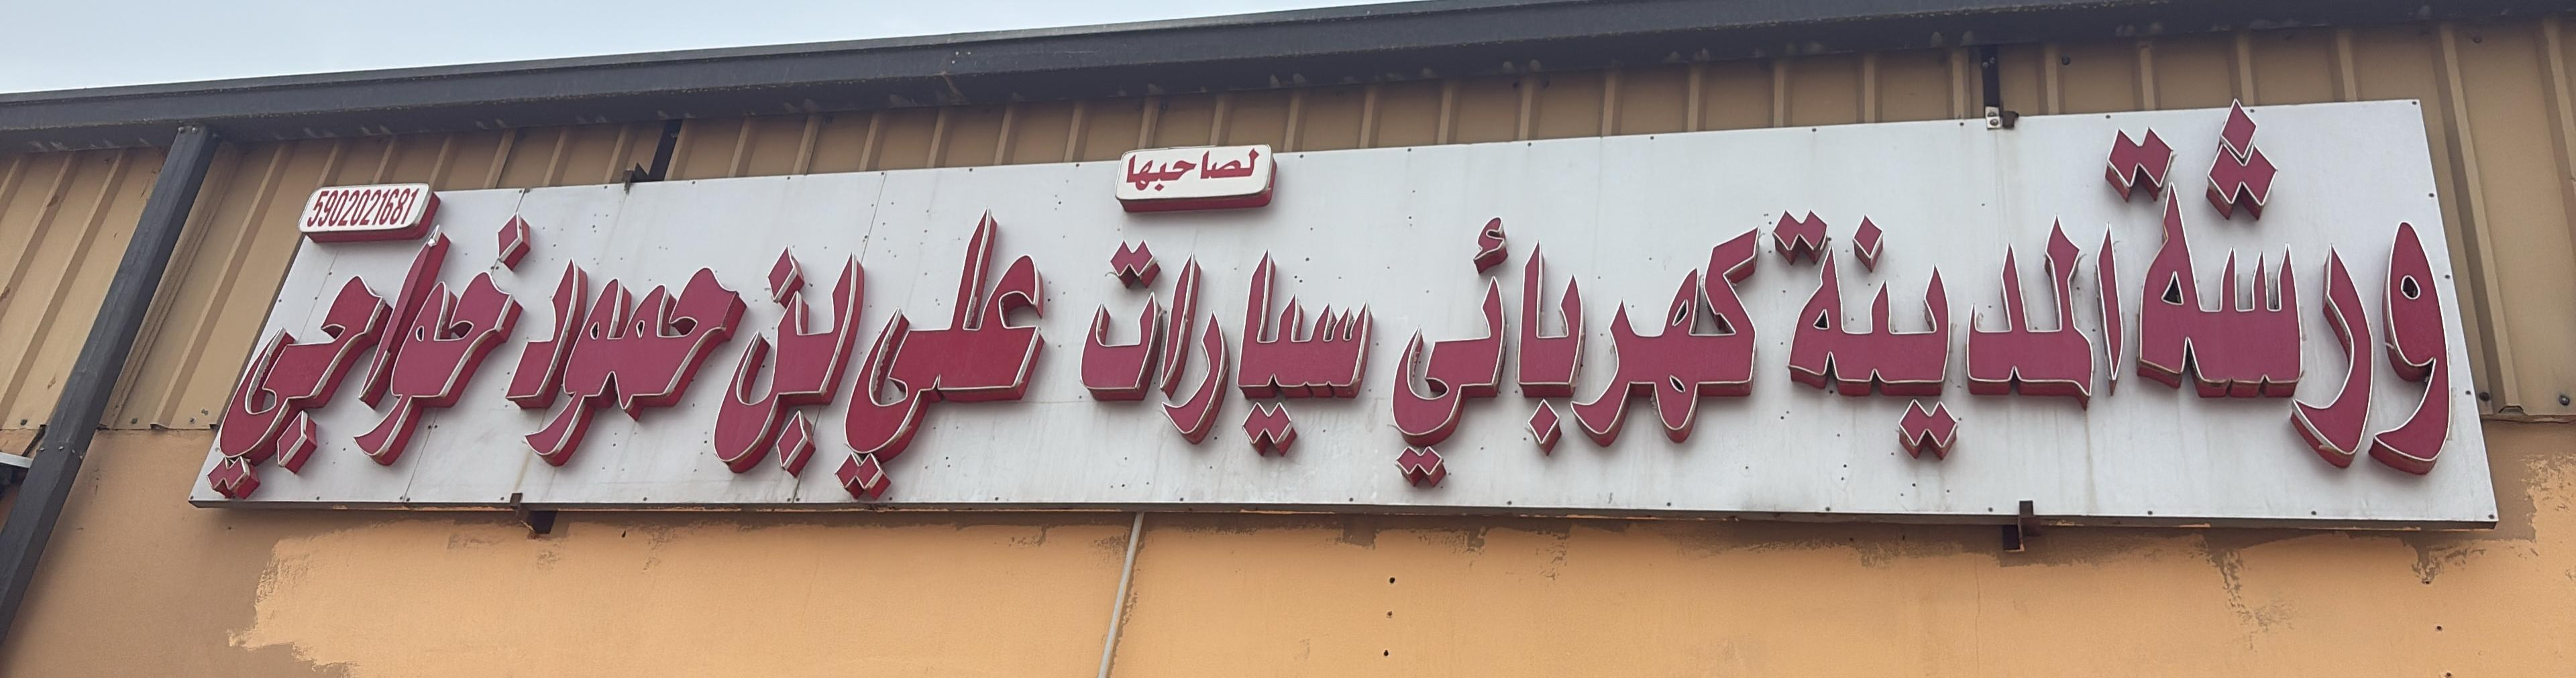 ورشة المدينة كهربائي سيارات علي بن حمود خواجي
لصاحبها
5902021681